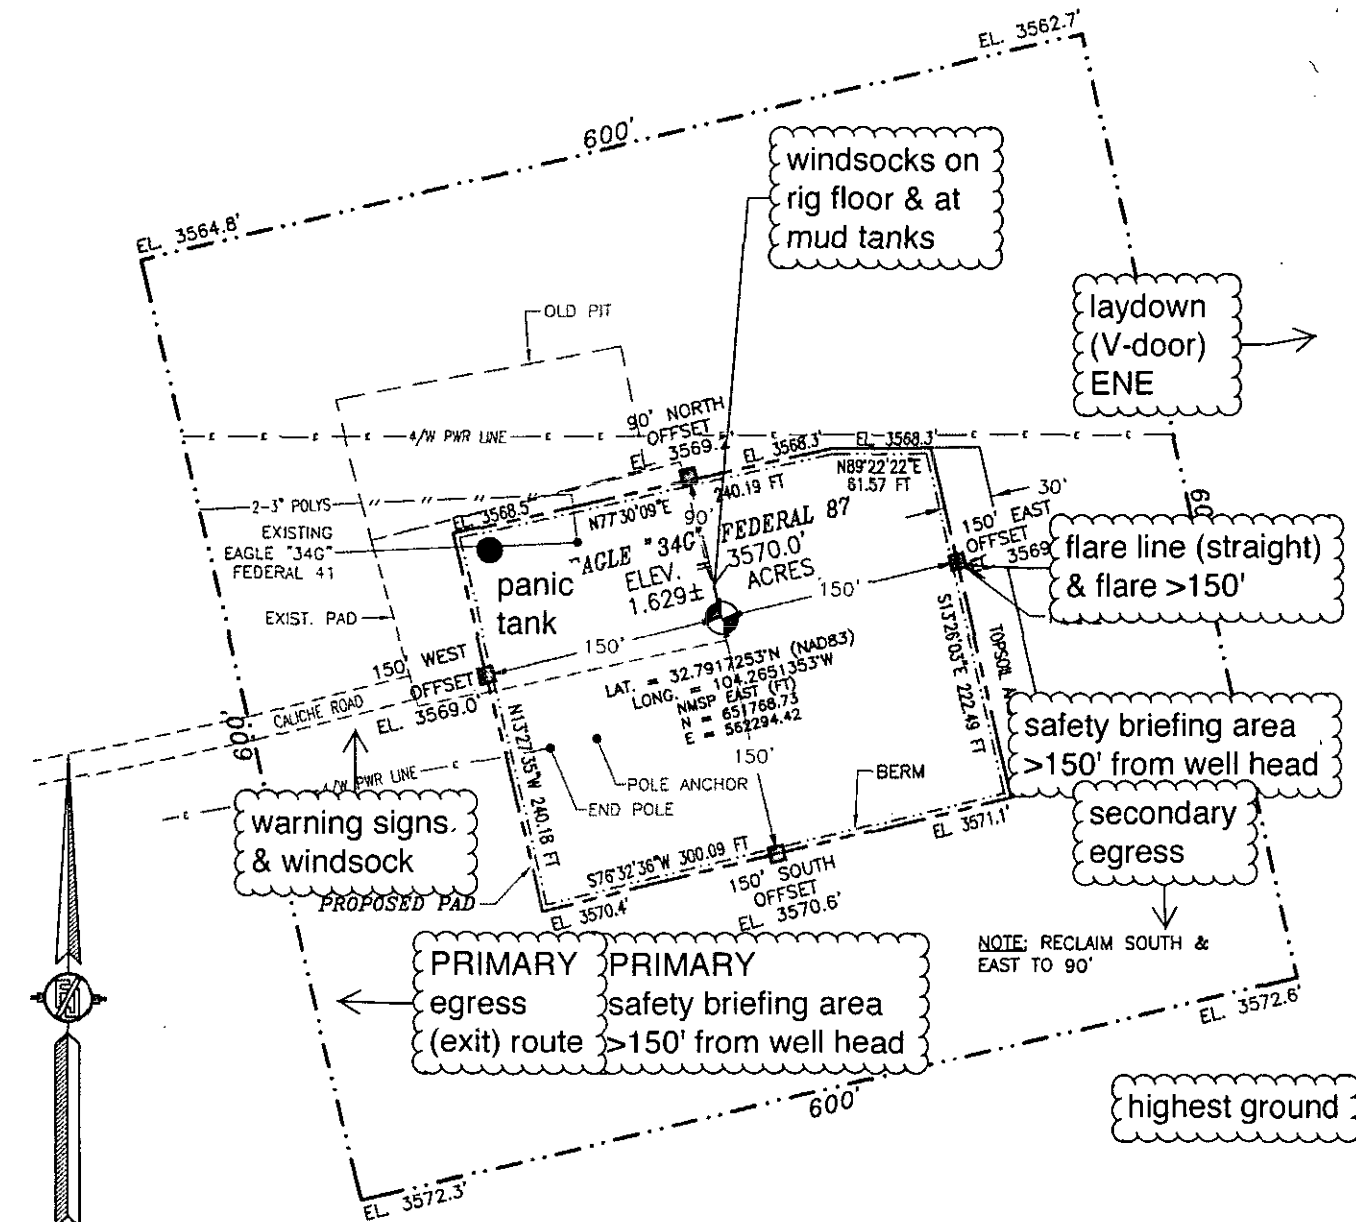 EL. 3562.7'
600'
windsocks on
rig floor & at
mud tanks
EL. 3564.8'
laydown
(V-door)
ENE
OLD PIT
90' NORTH
OFFSET
EL. 3569.2'
EL. 3568.3'
EL. 3568.3'
A/W PWR LINE
N89°22'22"E
61.57 FT
240.19 FT
N77°30'09"E
2-3" POLYS
EL. 3568.5'
EXISTING
EAGLE "34G"
FEDERAL 41
EXIST. PAD
30'
150' EAST
OFFSET
EL. 3569
flare line (straight)
& flare >150'
90'
EAGLE "34G" FEDERAL 87
ELEV. = 3570.0'
1.629± ACRES
panic
tank
150'
150'
150' WEST
OFFSET
EL. 3569.0'
CALICHE ROAD
600'
LAT. = 32.7917253°N (NAD83)
LONG. = 104.2651353°W
NMSP EAST (FT)
N = 651768.73
E = 562294.42
150'
S13°26'03"E 222.49 FT
TOPSOIL
safety briefing area
>150' from well head
N13°27'35"W 240.18 FT
A/W PWR LINE
POLE ANCHOR
END POLE
BERM
warning signs
& windsock
secondary
egress
EL. 3571.1'
S76°32'36"W 300.09 FT
150' SOUTH
OFFSET
EL. 3570.6'
PROPOSED PAD
EL. 3570.4'
NOTE: RECLAIM SOUTH &
EAST TO 90'
PRIMARY
egress
(exit) route
PRIMARY
safety briefing area
>150' from well head
EL. 3572.6'
600'
highest ground
EL. 3572.3'